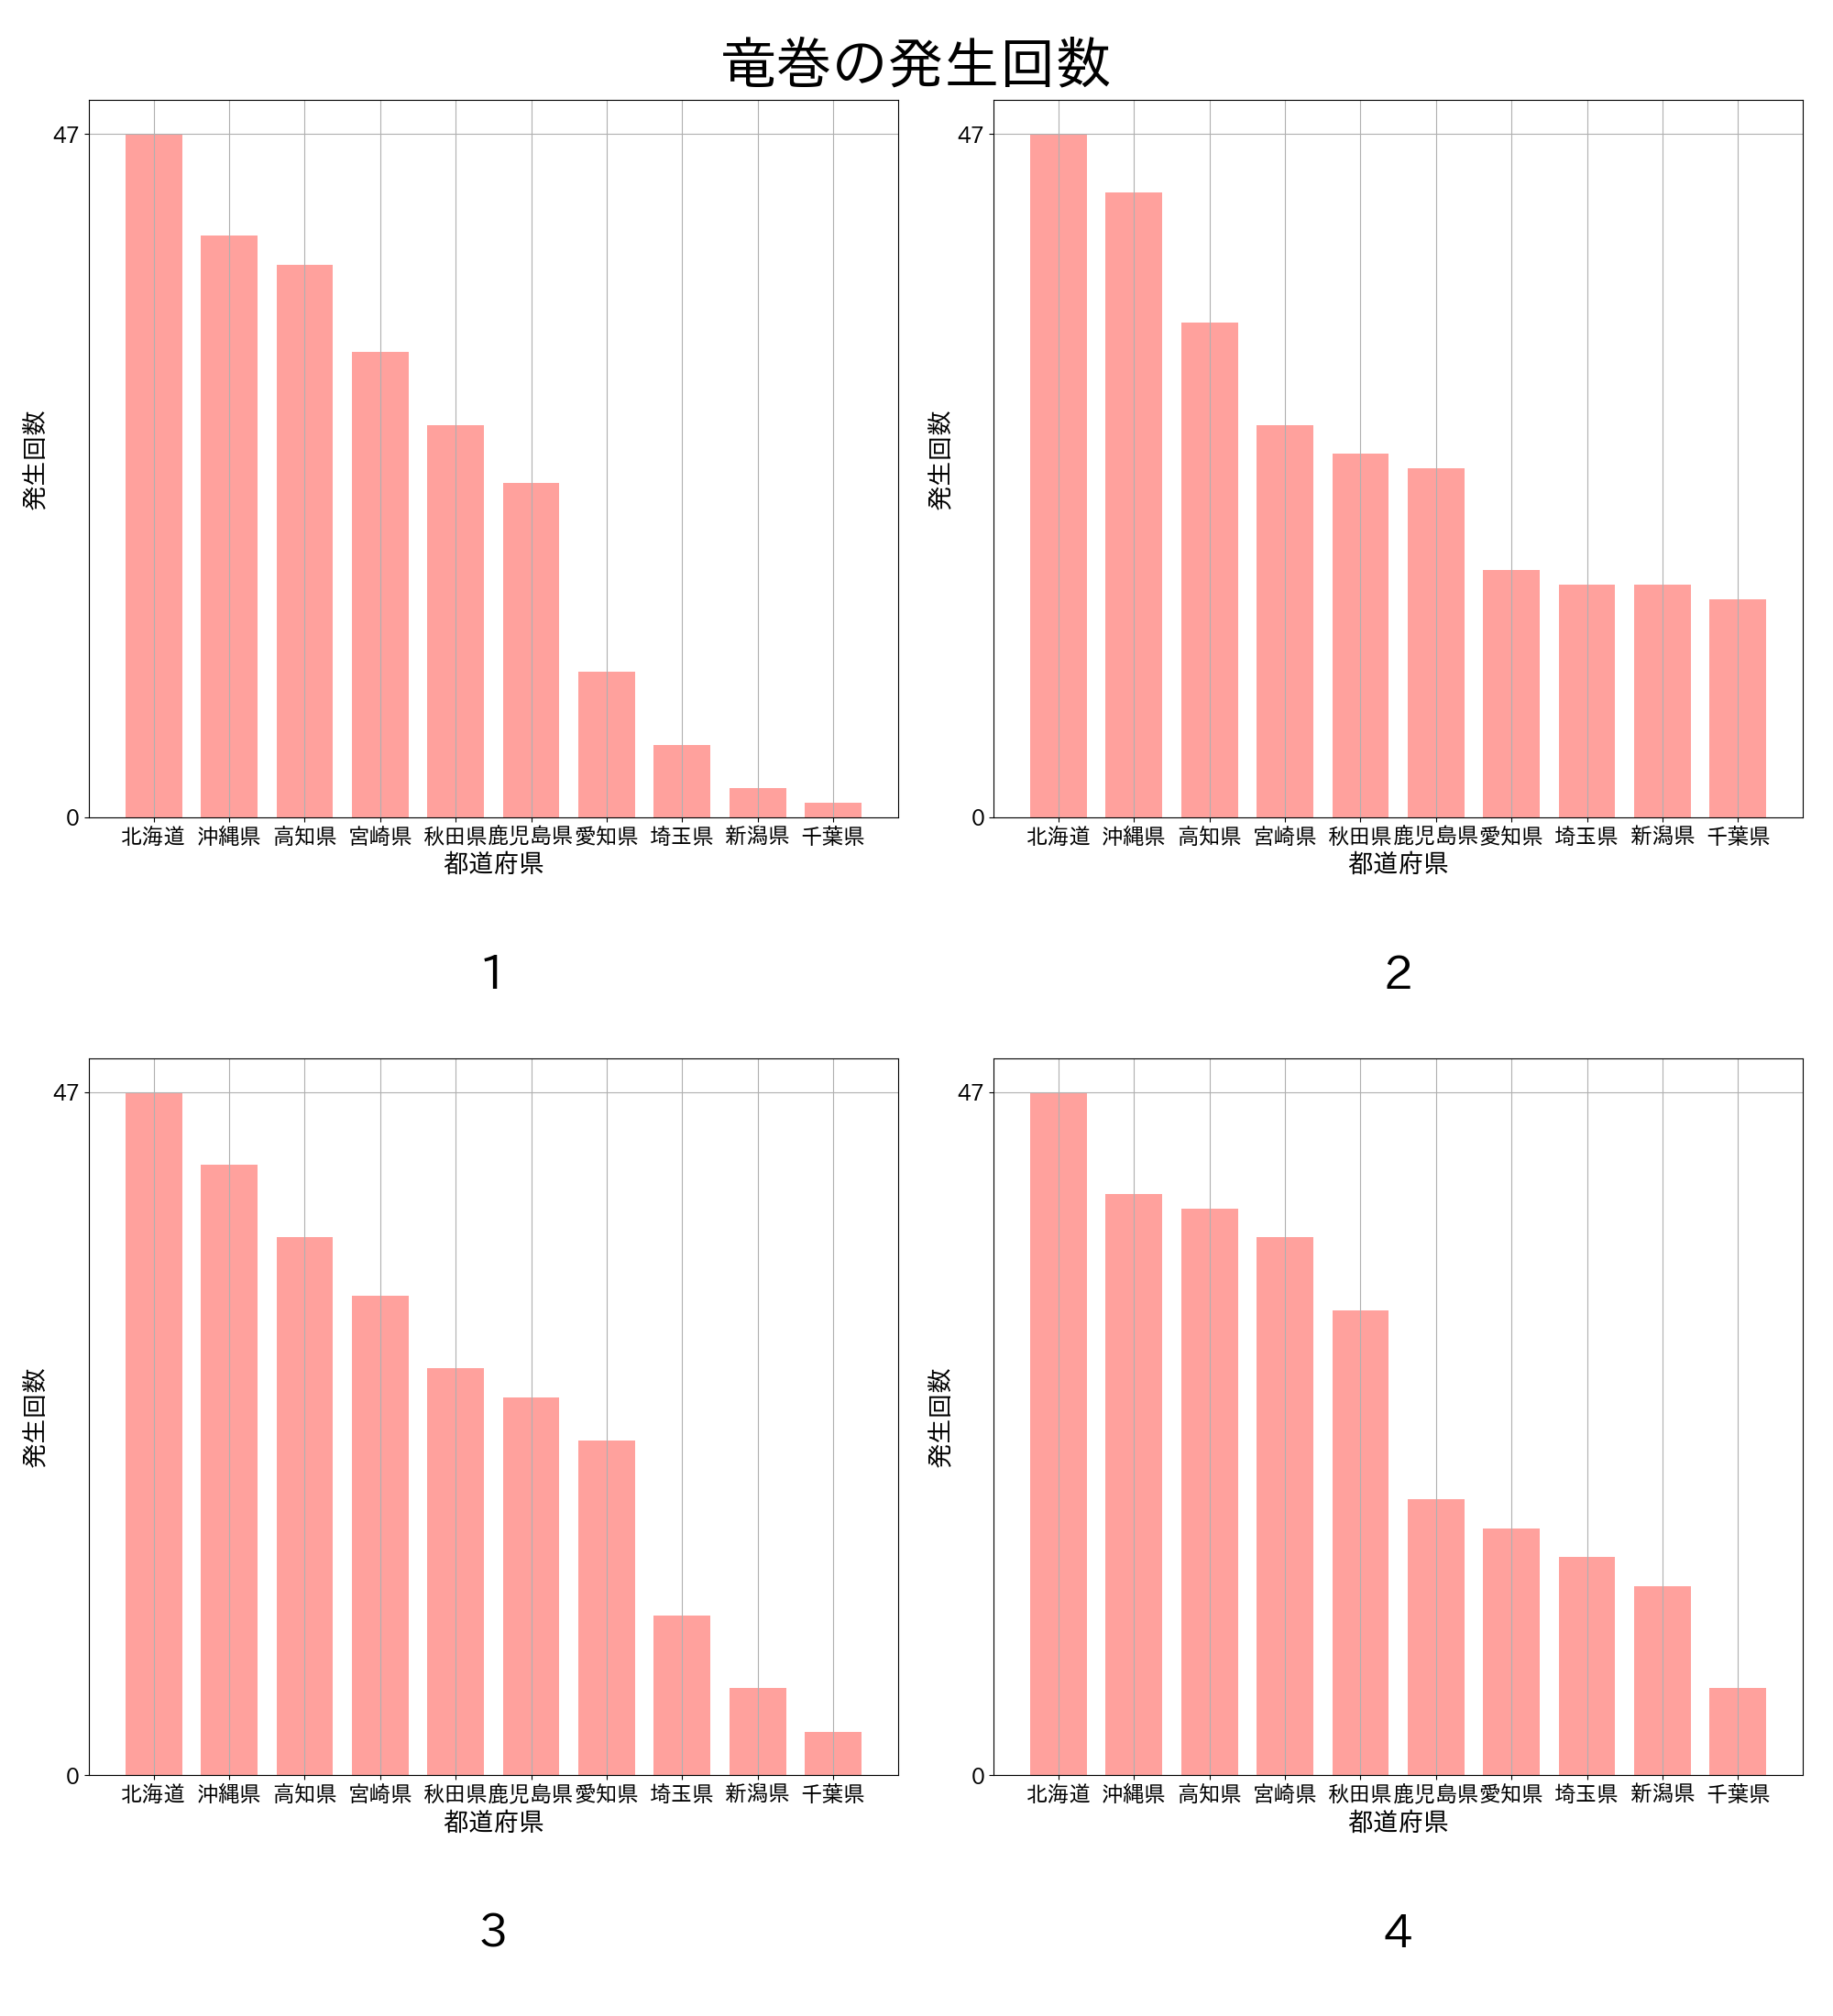 竜巻の発生回数
47
0
発生回数
北海道 沖縄県 高知県 宮崎県 秋田県 鹿児島県 愛知県 埼玉県 新潟県 千葉県
都道府県
1
47
0
発生回数
北海道 沖縄県 高知県 宮崎県 秋田県 鹿児島県 愛知県 埼玉県 新潟県 千葉県
都道府県
2
47
0
発生回数
北海道 沖縄県 高知県 宮崎県 秋田県 鹿児島県 愛知県 埼玉県 新潟県 千葉県
都道府県
3
47
0
発生回数
北海道 沖縄県 高知県 宮崎県 秋田県 鹿児島県 愛知県 埼玉県 新潟県 千葉県
都道府県
4